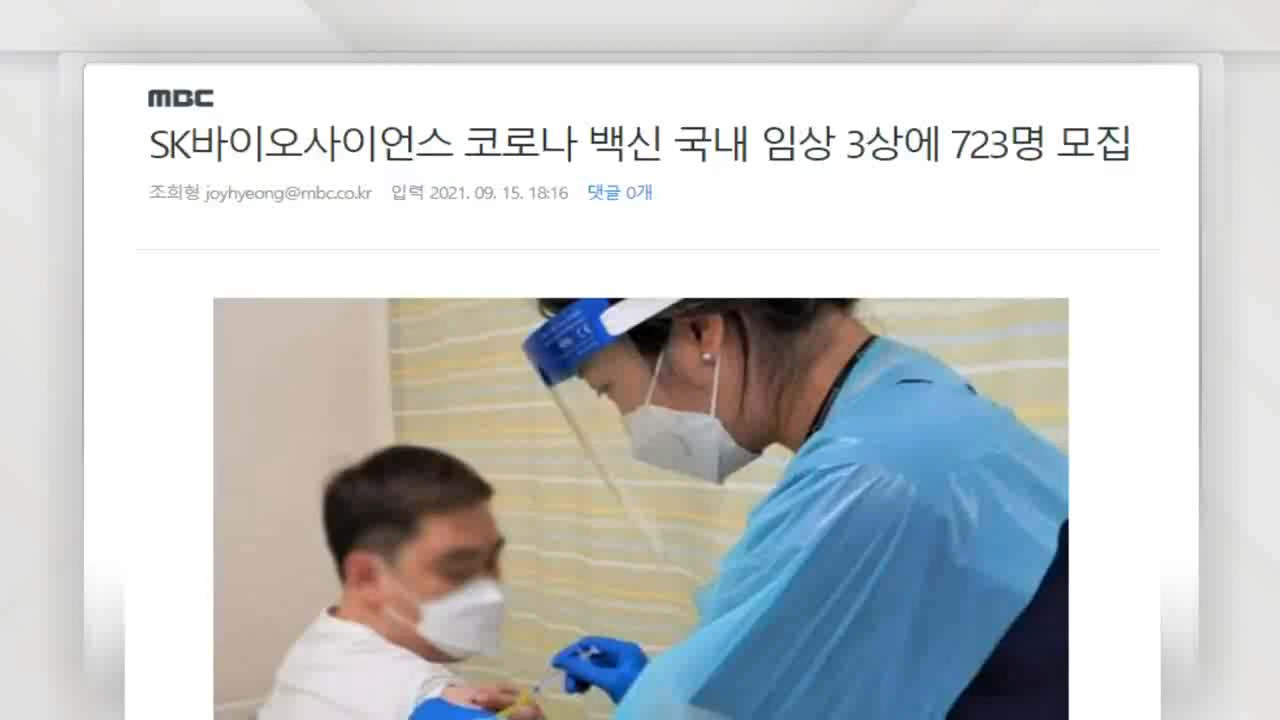 MBC
SK바이오사이언스 코로나 백신 국내 임상 3상에 723명 모집
조희형 joyhyeong@mbc.co.kr 입력 2021. 09. 15. 18:16 댓글 0개